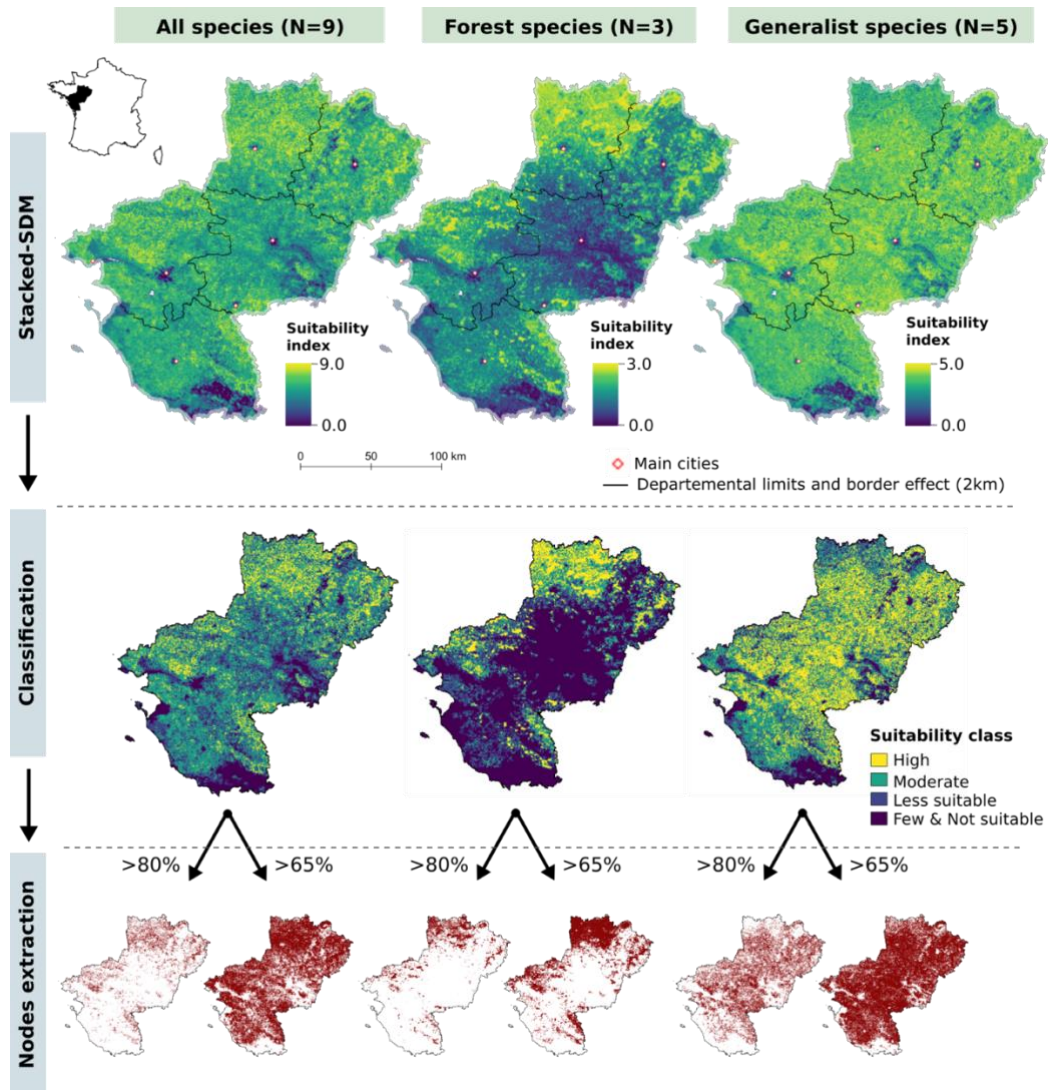 All species (N=9)
Forest species (N=3)
Generalist species (N=5)
Stacked-SDM
Suitability
index
9.0
0.0
Suitability
index
3.0
0.0
Suitability
index
5.0
0.0
0 50 100 km
Main cities
Departemental limits and border effect (2km)
Classification
Suitability class
High
Moderate
Less suitable
Few & Not suitable
Nodes extraction
>80% >65%
>80% >65%
>80% >65%